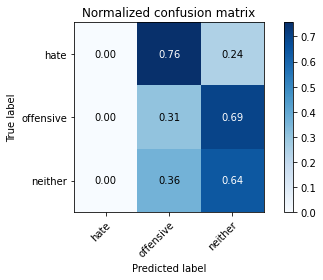 Normalized confusion matrix
hate 0.00 0.76 0.24
offensive 0.00 0.31 0.69
neither 0.00 0.36 0.64
hate offensive neither
True label
Predicted label
0.7
0.6
0.5
0.4
0.3
0.2
0.1
0.0